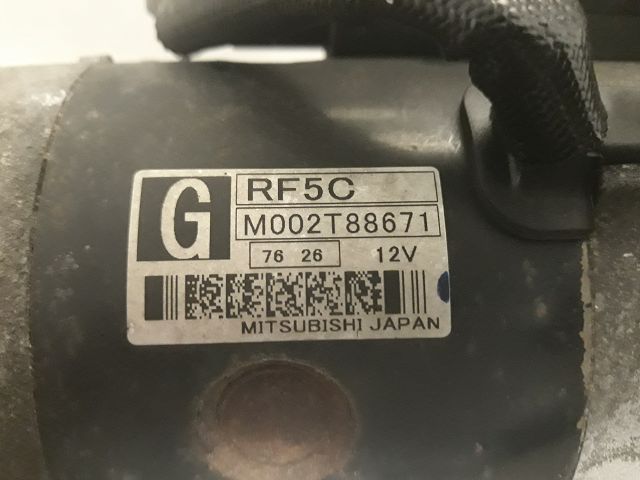 G
RF5C
M002T88671
76 26 12V
MITSUBISHI JAPAN